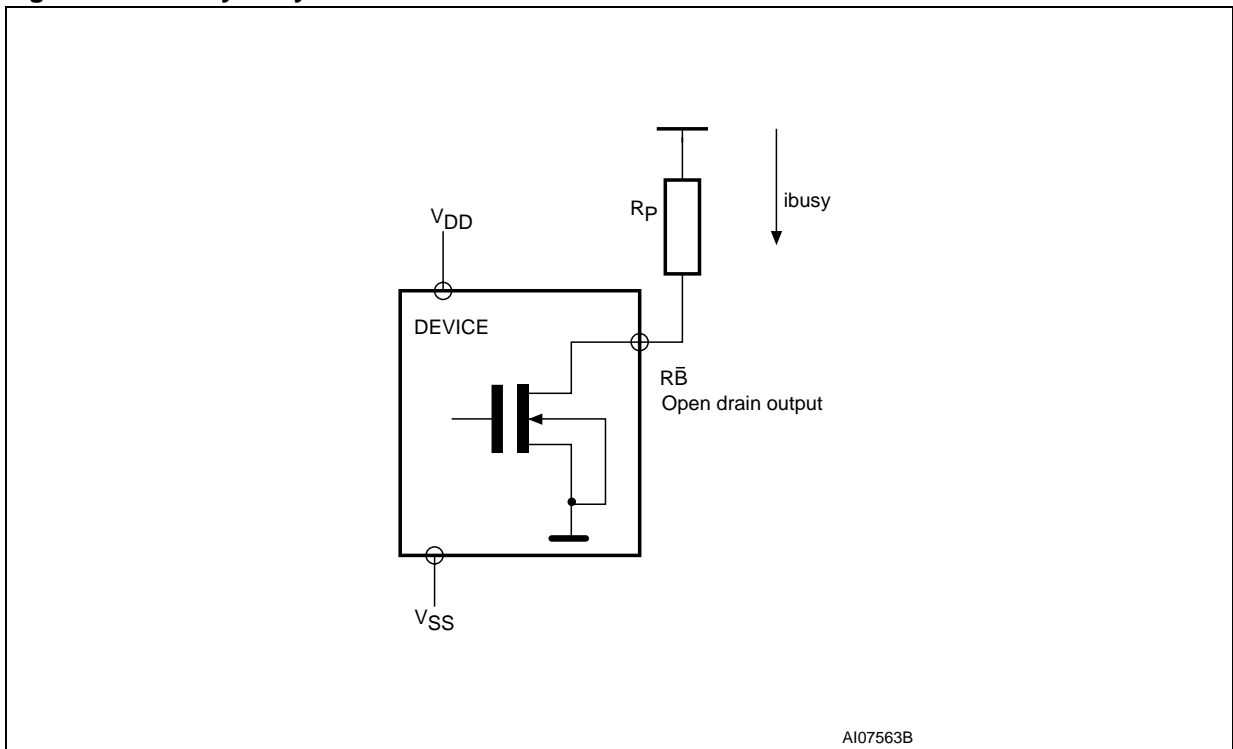 RP
ibusy
VDD
DEVICE
RB̅
Open drain output
VSS
AI07563B